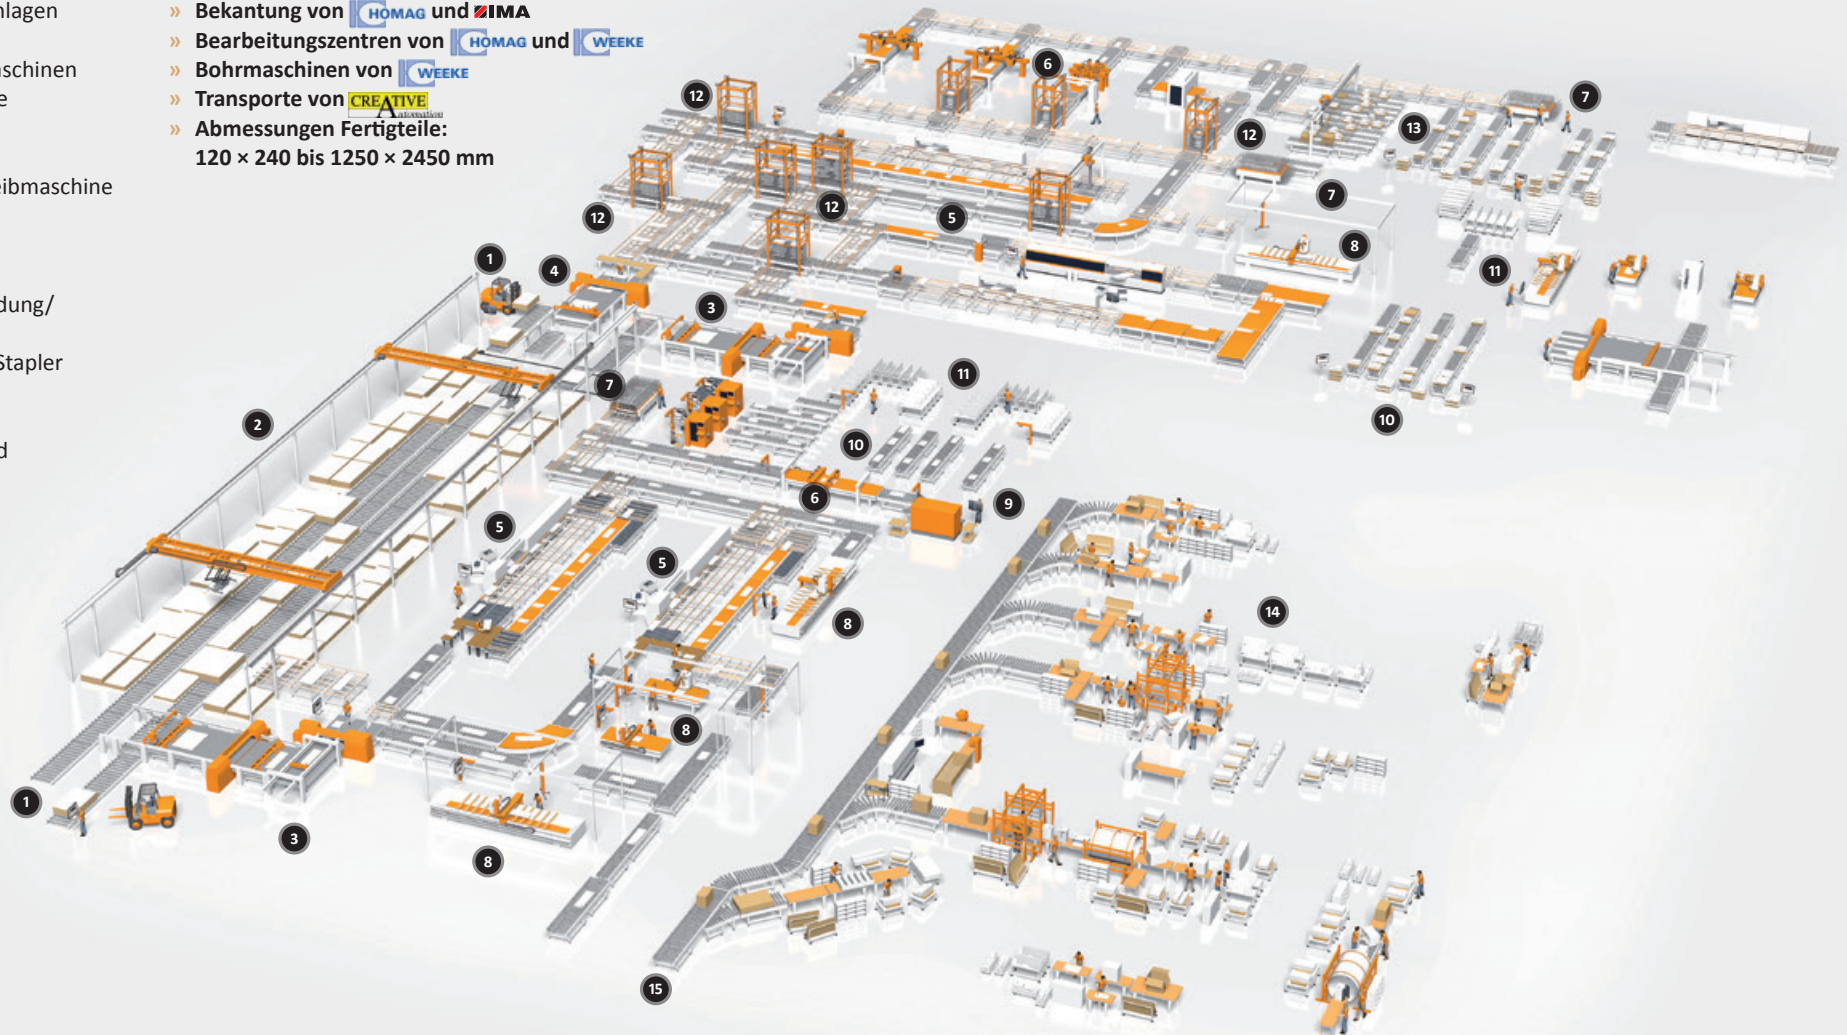 nlagen
schinen
e
eibmaschine
dung/
Stapler
d
» Bekantung von HOMAG und IMA
» Bearbeitungszentren von HOMAG und WEEKE
» Bohrmaschinen von WEEKE
» Transporte von CREATIVE Automation
» Abmessungen Fertigteile:
120 × 240 bis 1250 × 2450 mm
6
7
12
13
12
7
12
12
5
8
1
4
11
3
7
11
2
10
10
6
9
5
5
8
14
8
1
3
8
15